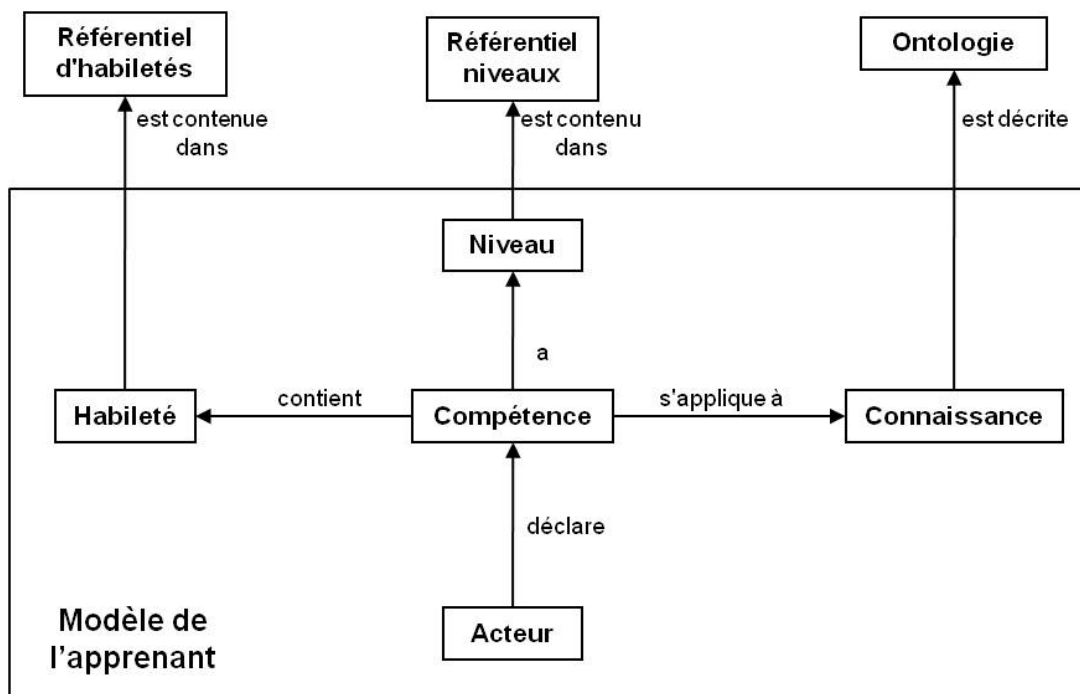 Référentiel
d'habiletés
Référentiel
niveaux
Ontologie
est contenue
dans
est contenu
dans
est décrite
Niveau
a
Habileté
contient
Compétence
s'applique à
Connaissance
déclare
Modèle de
l’apprenant
Acteur